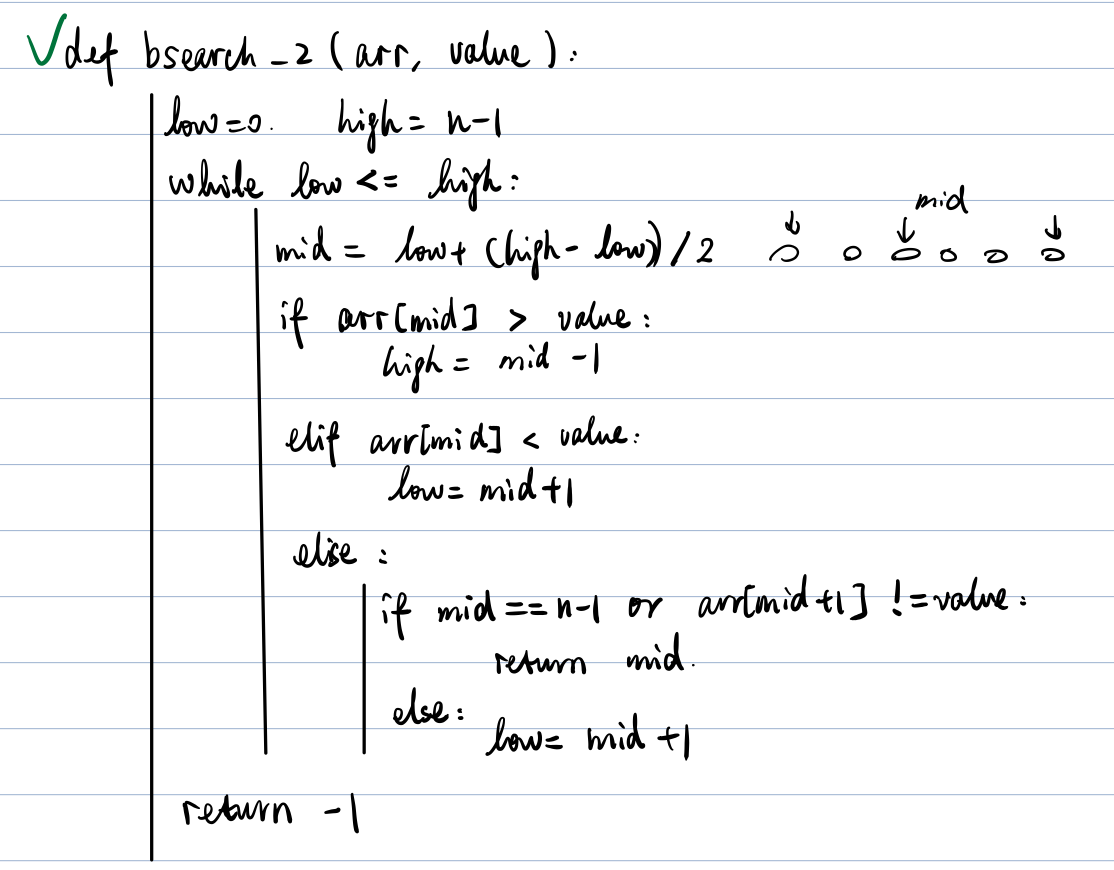 def bsearch_2 (arr, value):
low=0. high= n-1
while low <= high:
mid
mid = low+ (high- low)/2
if arr[mid] > value:
high= mid -1
elif arr[mid] < value:
low= mid+1
else:
if mid==n-1 or arr[mid+1] !=value:
return mid.
else:
low= mid +1
return -1